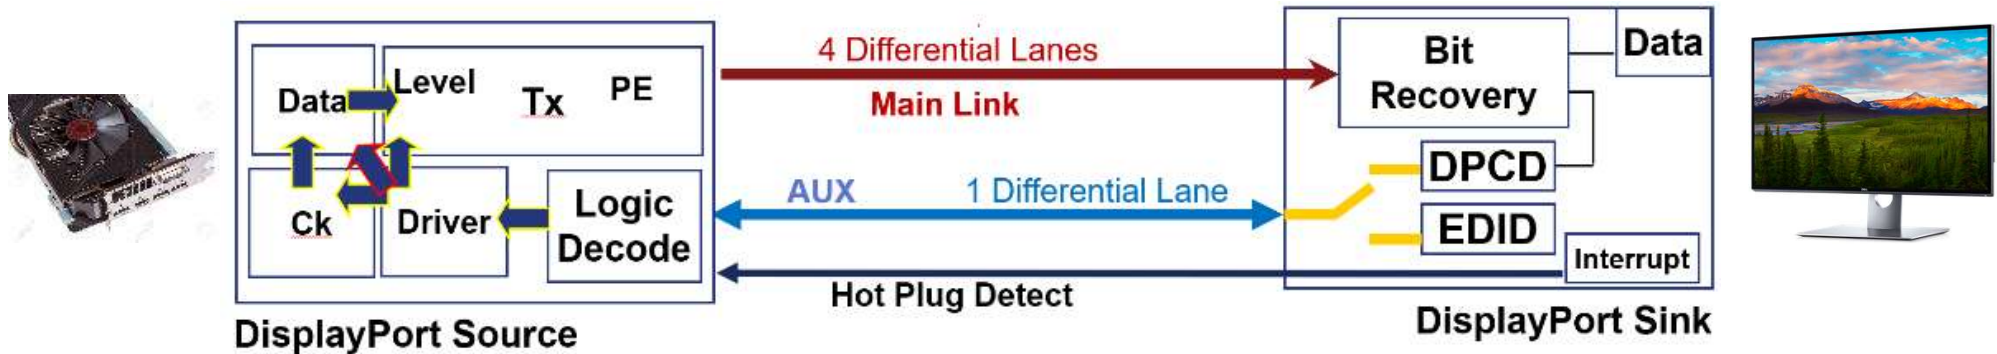 Data
Level
Tx
PE
Ck
Driver
Logic
Decode
DisplayPort Source
4 Differential Lanes
Main Link
AUX
1 Differential Lane
Hot Plug Detect
Bit
Recovery
Data
DPCD
EDID
Interrupt
DisplayPort Sink